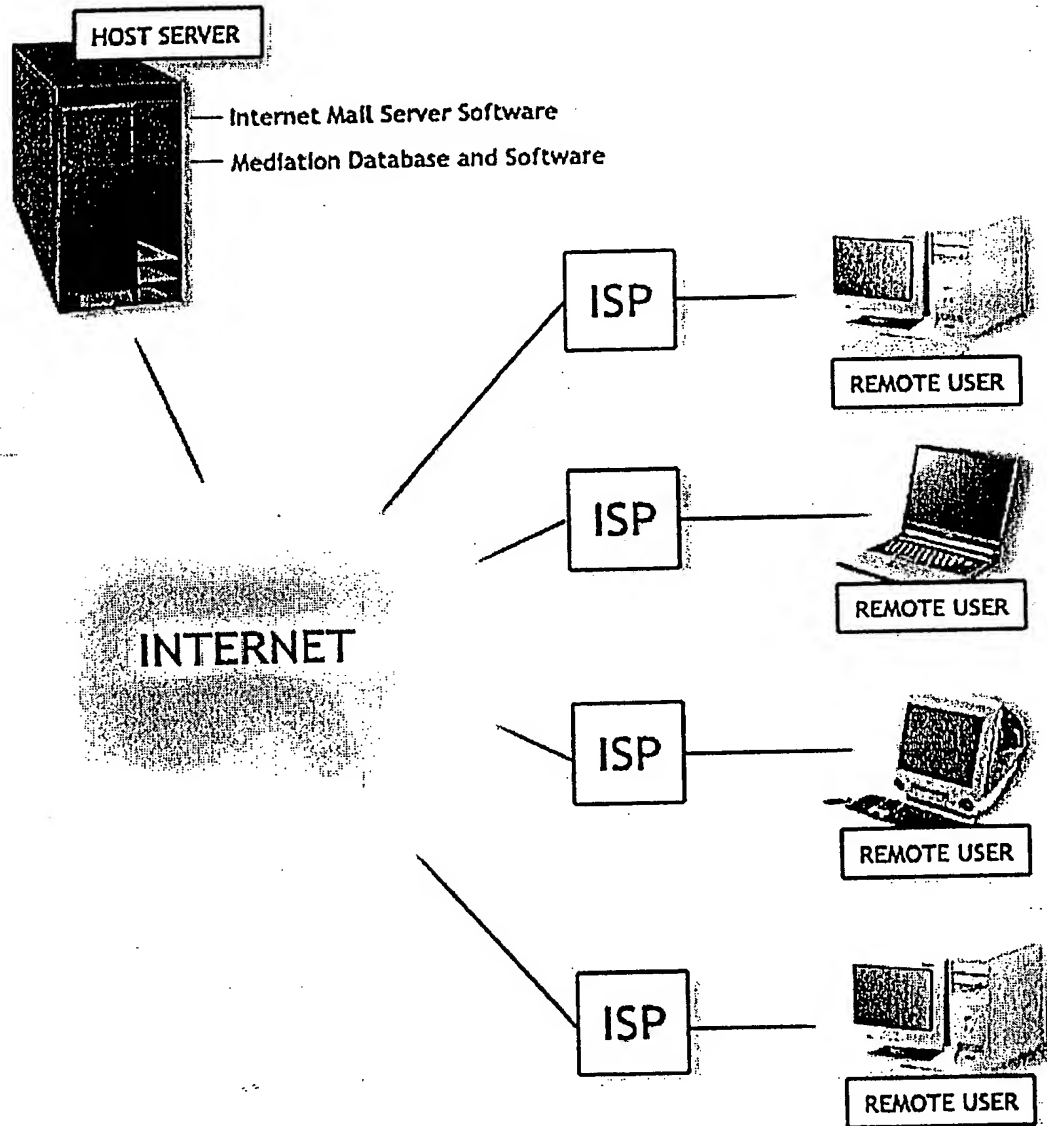 HOST SERVER
Internet Mail Server Software
Mediation Database and Software
ISP
REMOTE USER
ISP
REMOTE USER
INTERNET
ISP
REMOTE USER
ISP
REMOTE USER